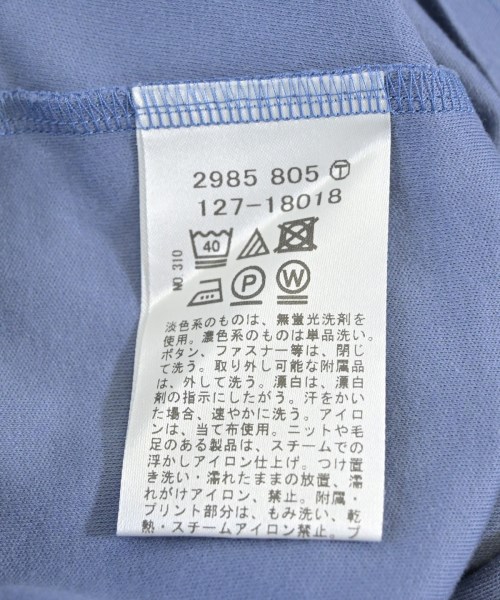 2985 805 Ⓣ
127-18018
40
P W
NO 310
淡色系のものは、無蛍光洗剤を
使用。濃色系のものは単品洗い。
ボタン、ファスナー等は、閉じ
て洗う。取り外し可能な附属品
は、外して洗う。漂白は、漂白
剤の指示にしたがう。汗をかい
た場合、速やかに洗う。アイロ
ンは、当て布使用。ニットや毛
足のある製品は、スチームでの
浮かしアイロン仕上げ。つけ置
き洗い・濡れたままの放置、濡
れがけアイロン、禁止。附属・
プリント部分は、もみ洗い、乾
熱・スチームアイロン禁止。プ